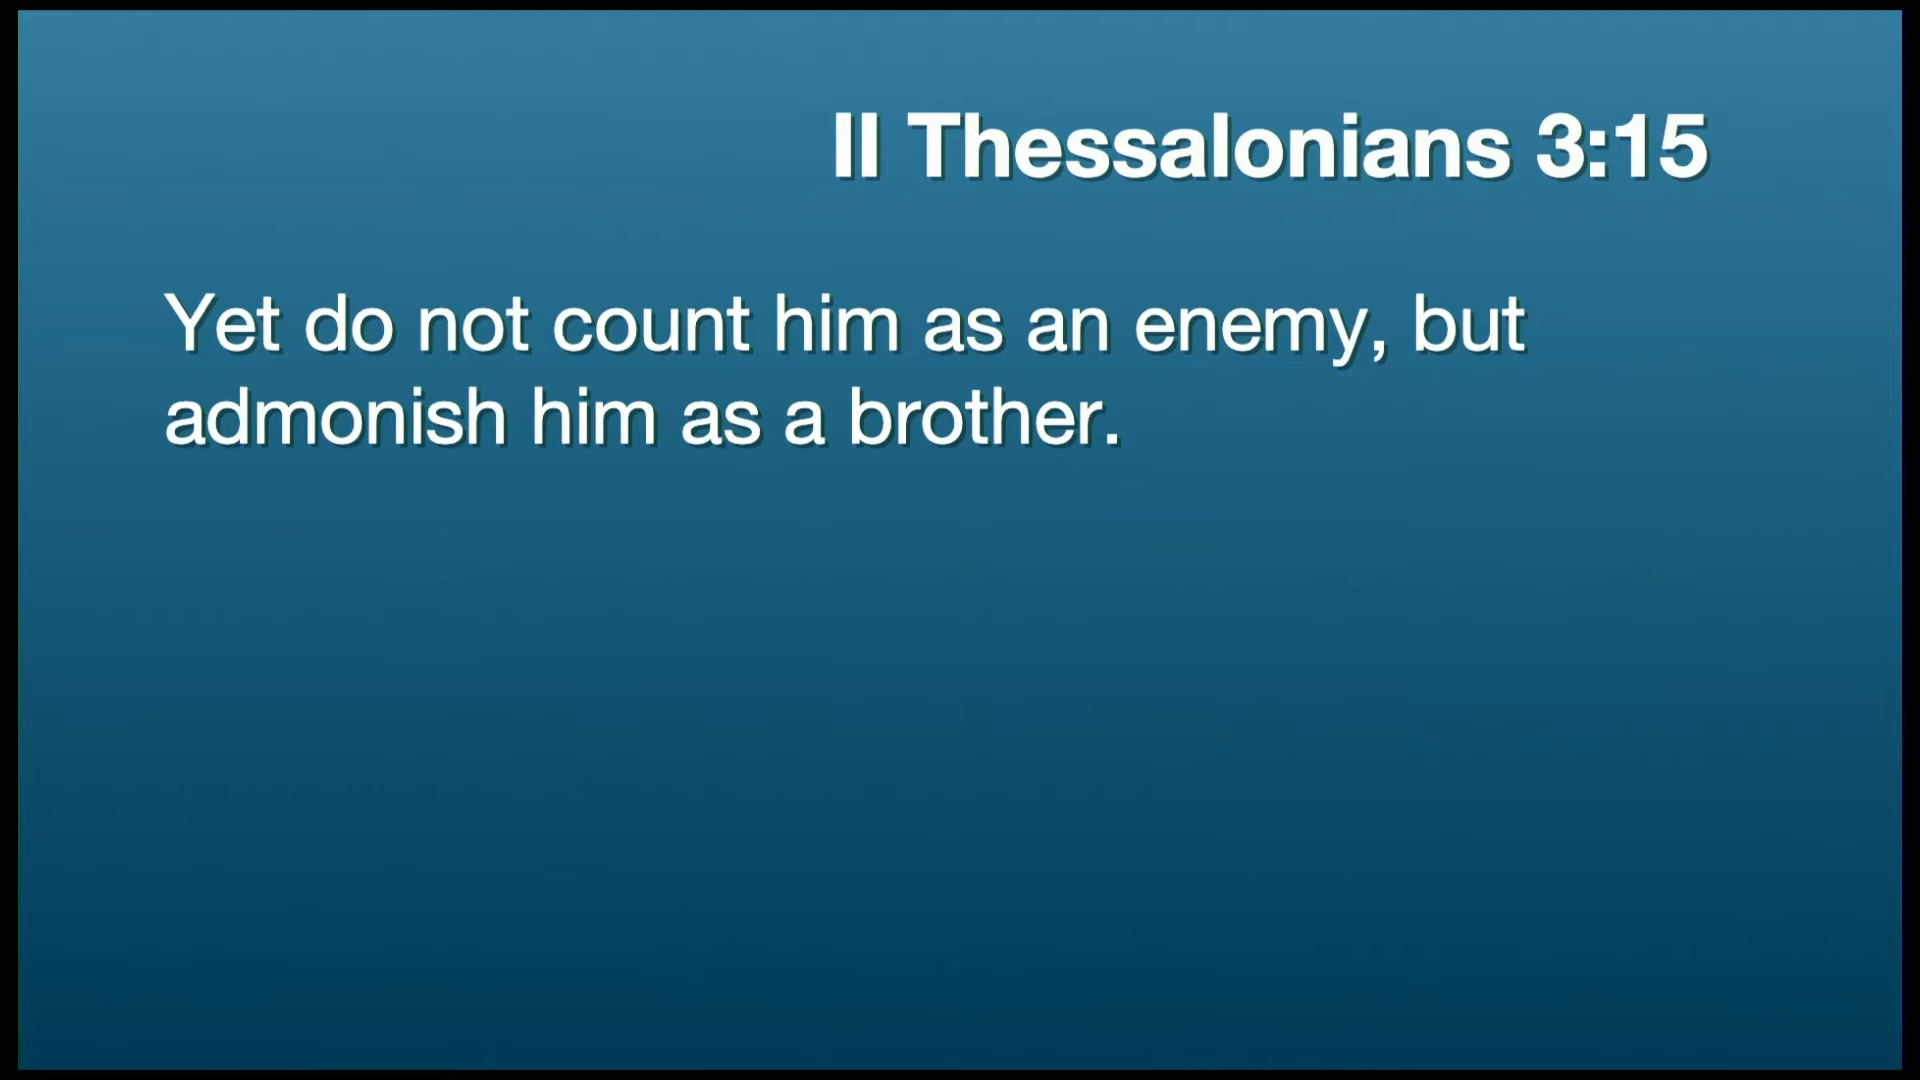 II Thessalonians 3:15
Yet do not count him as an enemy, but
admonish him as a brother.